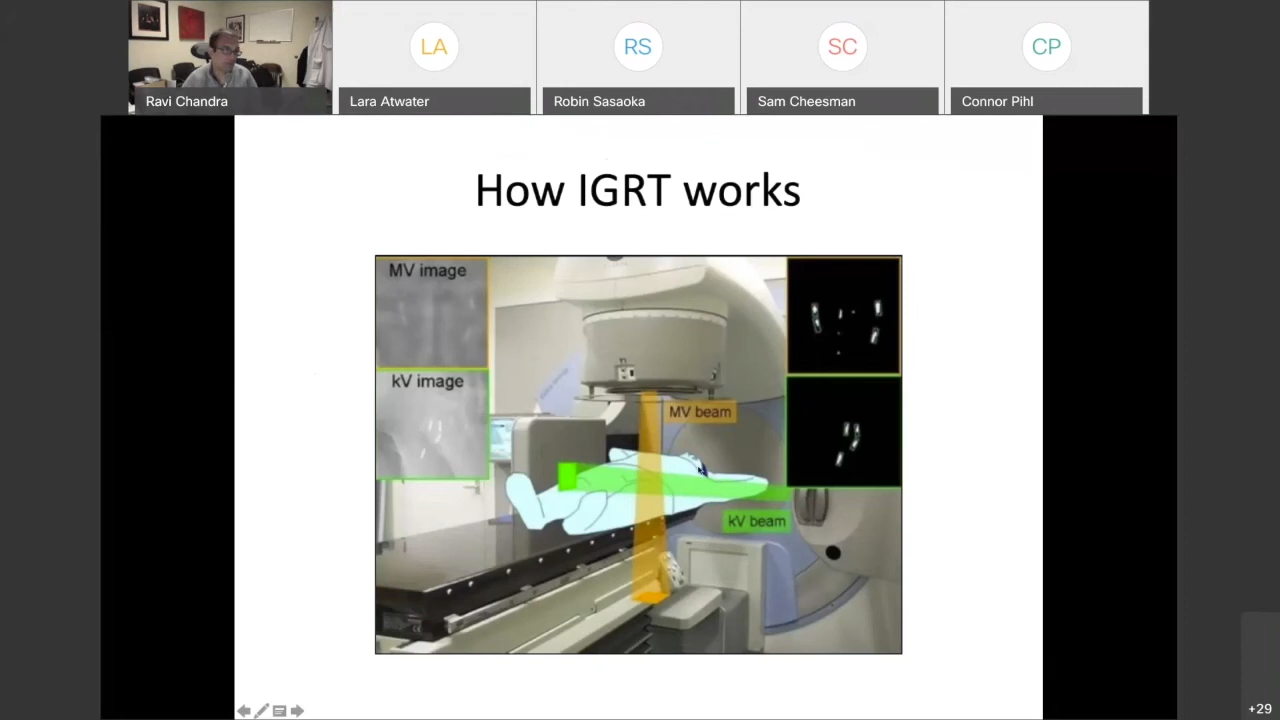 LA
RS
SC
CP
Ravi Chandra
Lara Atwater
Robin Sasaoka
Sam Cheesman
Connor Pihl
How IGRT works
MV image
kV image
MV beam
kV beam
+29